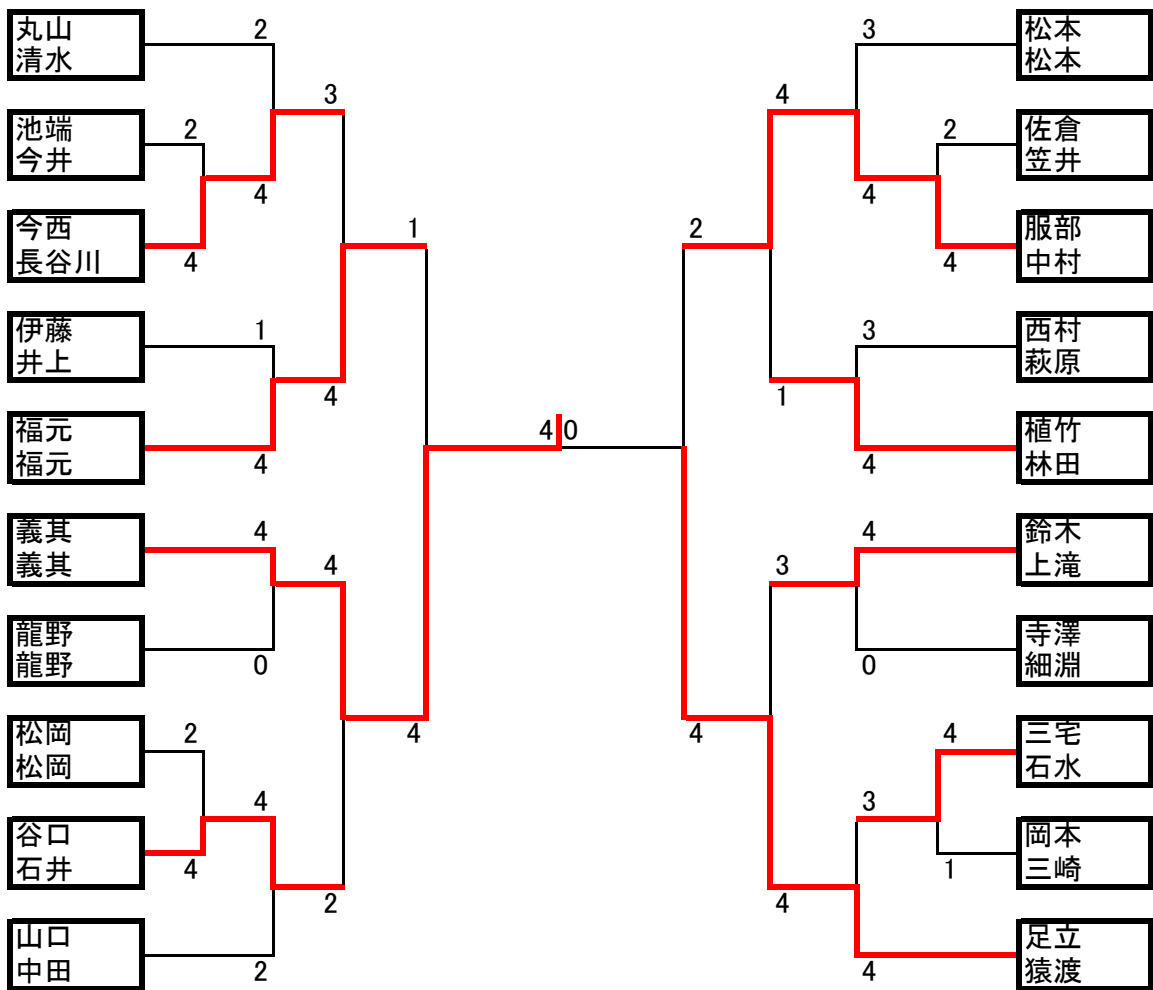 丸山
清水
2
池端
今井
2
今西
長谷川
4
4
3
伊藤
井上
1
福元
福元
4
4
1
義其
義其
4
龍野
龍野
0
4
松岡
松岡
2
谷口
石井
4
4
山口
中田
2
2
4
4 0
松本
松本
3
佐倉
笠井
2
服部
中村
4
4
4
西村
萩原
3
植竹
林田
4
1
2
鈴木
上滝
4
寺澤
細淵
0
3
三宅
石水
4
岡本
三崎
1
3
足立
猿渡
4
4
4